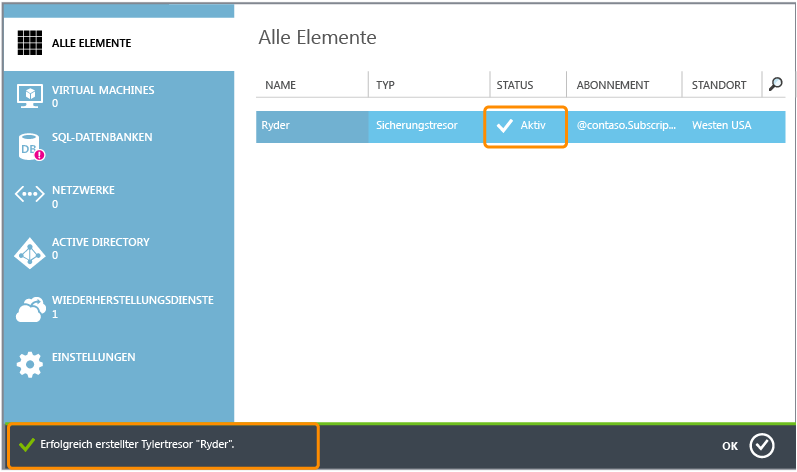 ALLE ELEMENTE
VIRTUAL MACHINES
0
SQL-DATENBANKEN
DB
!
NETZWERKE
0
ACTIVE DIRECTORY
0
WIEDERHERSTELLUNGSDIENSTE
1
EINSTELLUNGEN
Alle Elemente
NAME TYP STATUS ABONNEMENT STANDORT
Ryder Sicherungstresor Aktiv @contaso.Subscrip... Westen USA
Erfolgreich erstellter Tylertresor "Ryder".
OK